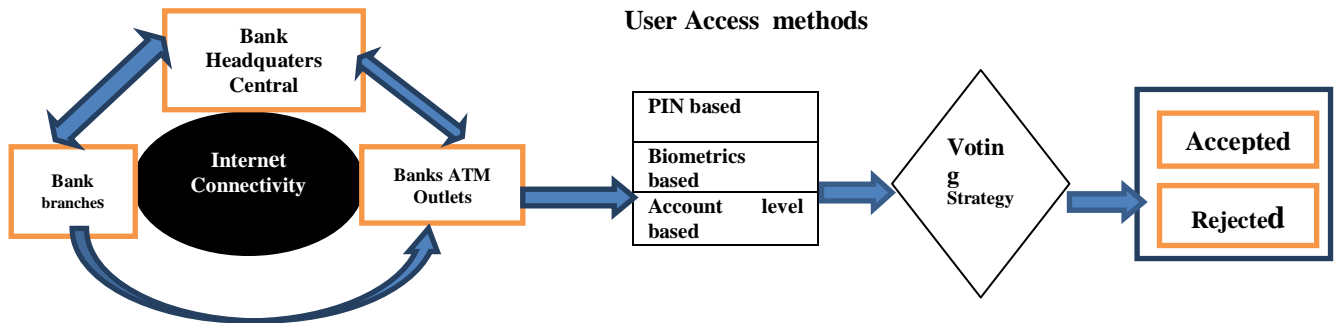 User Access methods
Bank
Headquaters
Central
Internet
Connectivity
Bank
branches
Banks ATM
Outlets
PIN based
Biometrics
based
Account level
based
Votin
g
Strategy
Accepted
Rejected